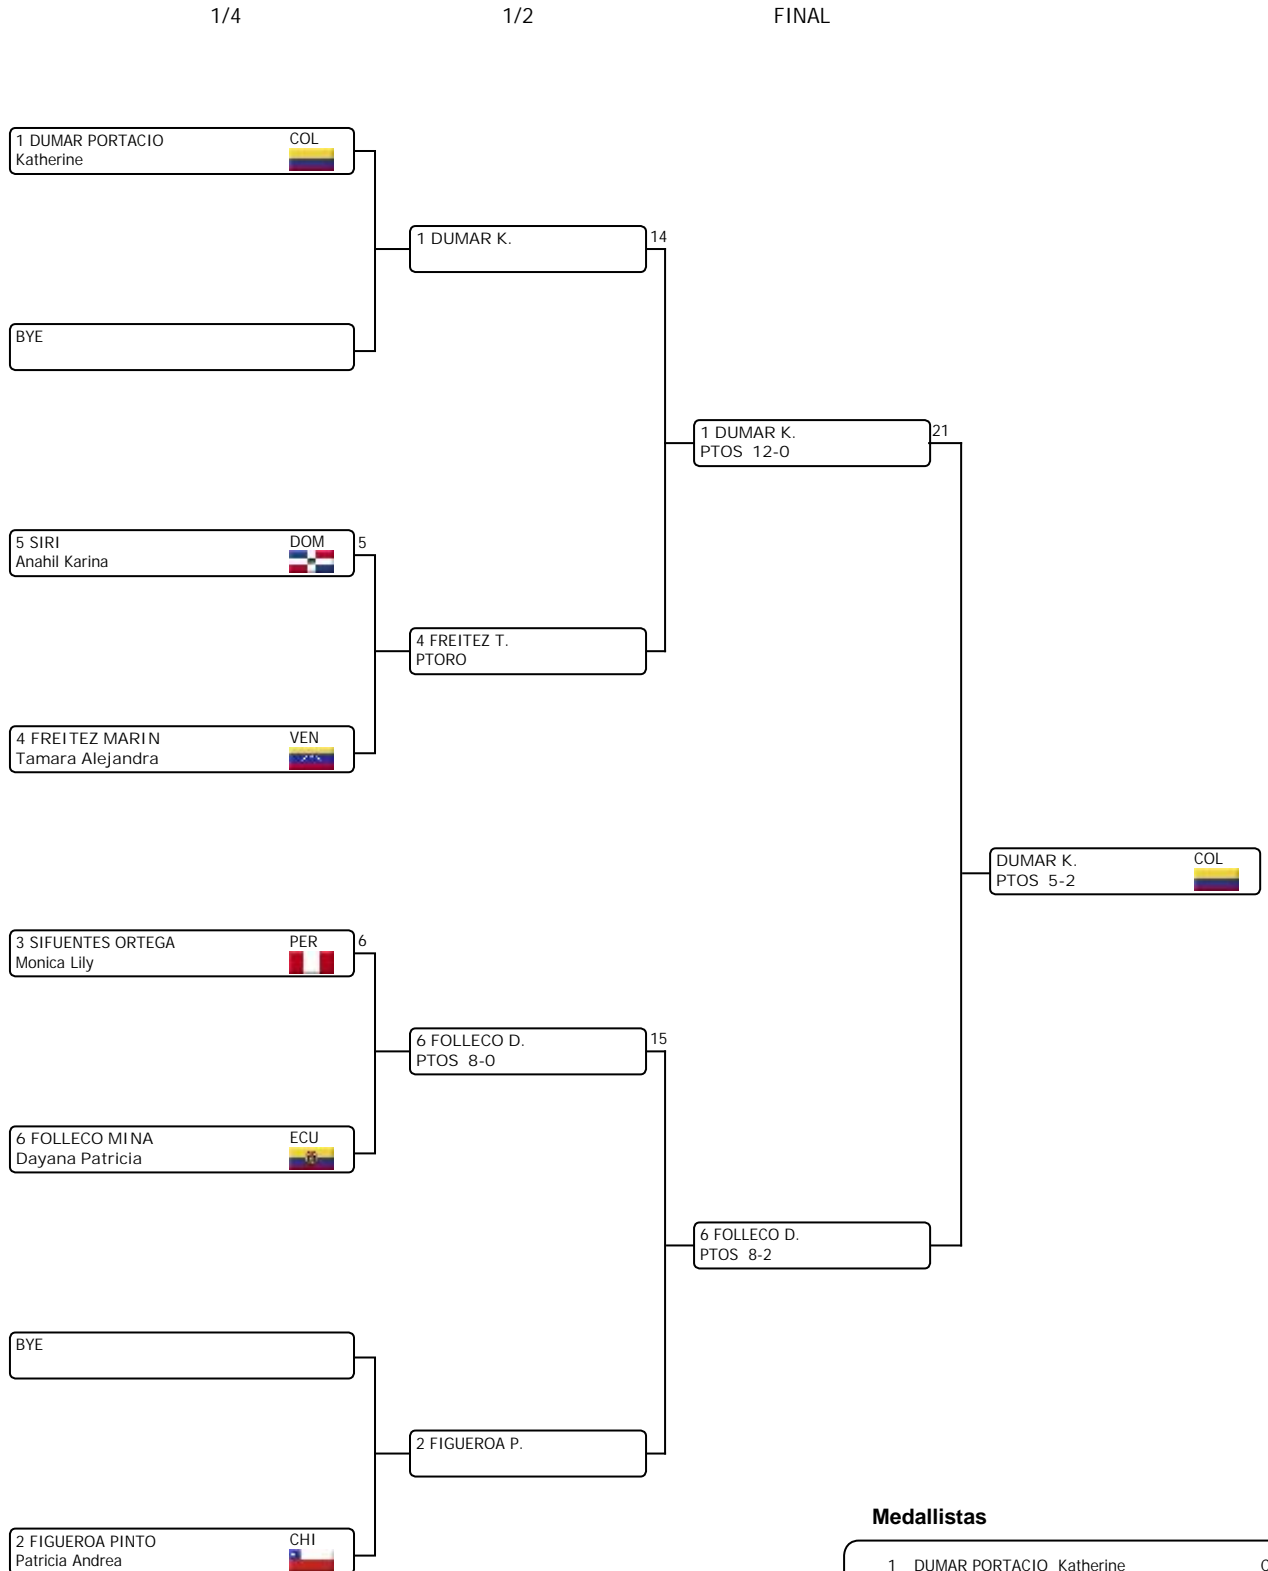 1/4 1/2 FINAL
1 DUMAR PORTACIO COL
Katherine
1 DUMAR K. 14
BYE
1 DUMAR K. 21
PTOS 12-0
5 SIRI DOM 5
Anahil Karina
4 FREITEZ T.
PTORO
4 FREITEZ MARIN VEN
Tamara Alejandra
DUMAR K. COL
PTOS 5-2
3 SIFUENTES ORTEGA PER 6
Monica Lily
6 FOLLECO D. 15
PTOS 8-0
6 FOLLECO MINA ECU
Dayana Patricia
6 FOLLECO D.
PTOS 8-2
BYE
2 FIGUEROA P.
Medallistas
2 FIGUEROA PINTO CHI
Patricia Andrea
1 DUMAR PORTACIO Katherine